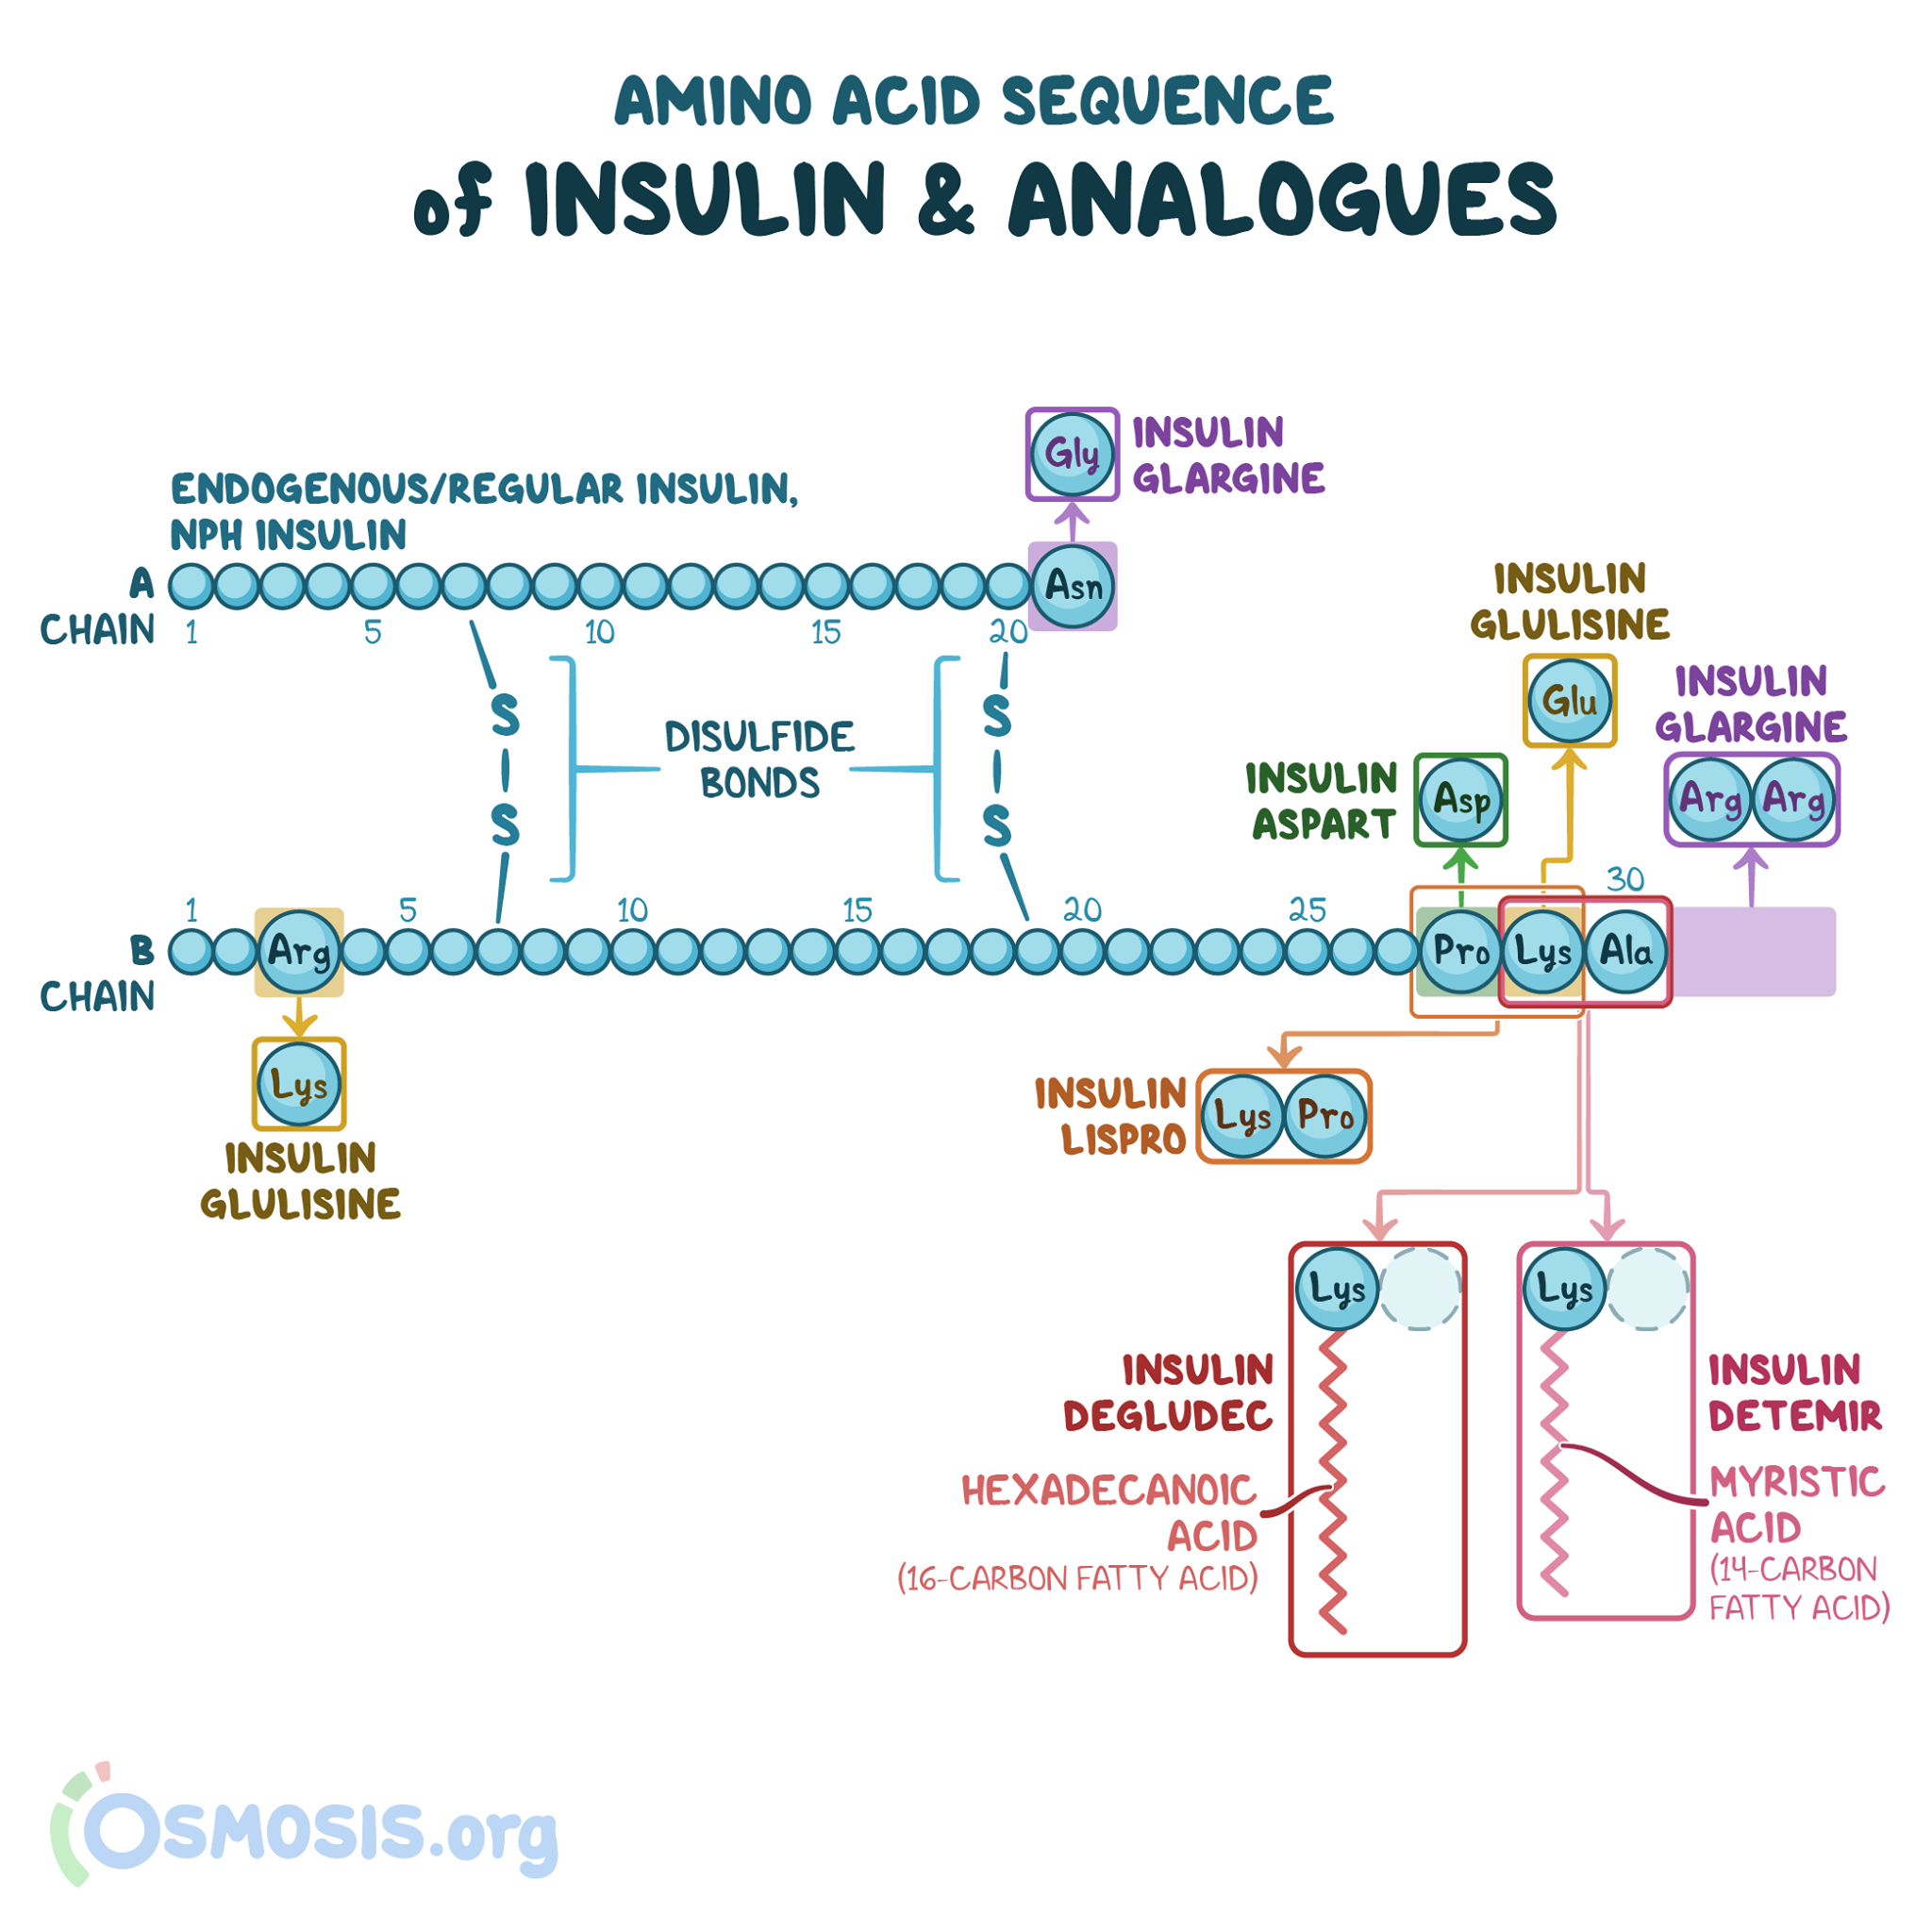 AMINO ACID SEQUENCE
of INSULIN & ANALOGUES
Gly
INSULIN
GLARGINE
ENDOGENOUS/REGULAR INSULIN,
NPH INSULIN
A
CHAIN
Asn
1 5 10 15 20
INSULIN
GLULISINE
Glu
INSULIN
GLARGINE
Arg Arg
S S
DISULFIDE
BONDS
S S
INSULIN
ASPART
Asp
1 5 10 15 20 25 30
B
CHAIN
Arg Pro Lys Ala
Lys
INSULIN
GLULISINE
INSULIN
LISPRO
Lys Pro
Lys
INSULIN
DEGLUDEC
HEXADECANOIC
ACID
(16-CARBON FATTY ACID)
Lys
INSULIN
DETEMIR
MYRISTIC
ACID
(14-CARBON
FATTY ACID)
OSMOSIS.org